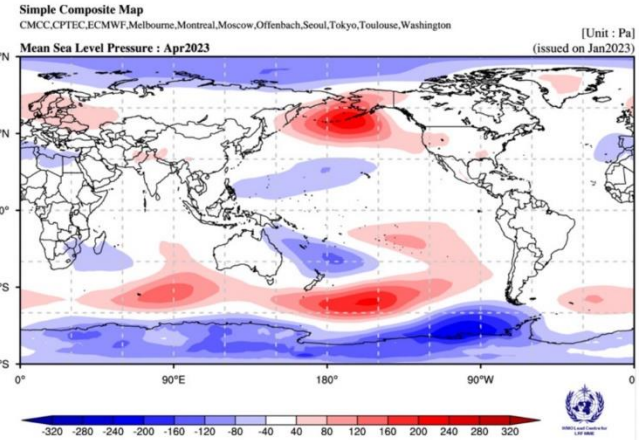 Simple Composite Map
CMCC,CPTEC,ECMWF,Melbourne,Montreal,Moscow,Offenbach,Seoul,Tokyo,Toulouse,Washington
[Unit : Pa]
Mean Sea Level Pressure : Apr2023
(issued on Jan2023)
°N
°N
0°
°S
°S
0° 90°E 180° 90°W 0
-320 -280 -240 -200 -160 -120 -80 -40 40 80 120 160 200 240 280 320